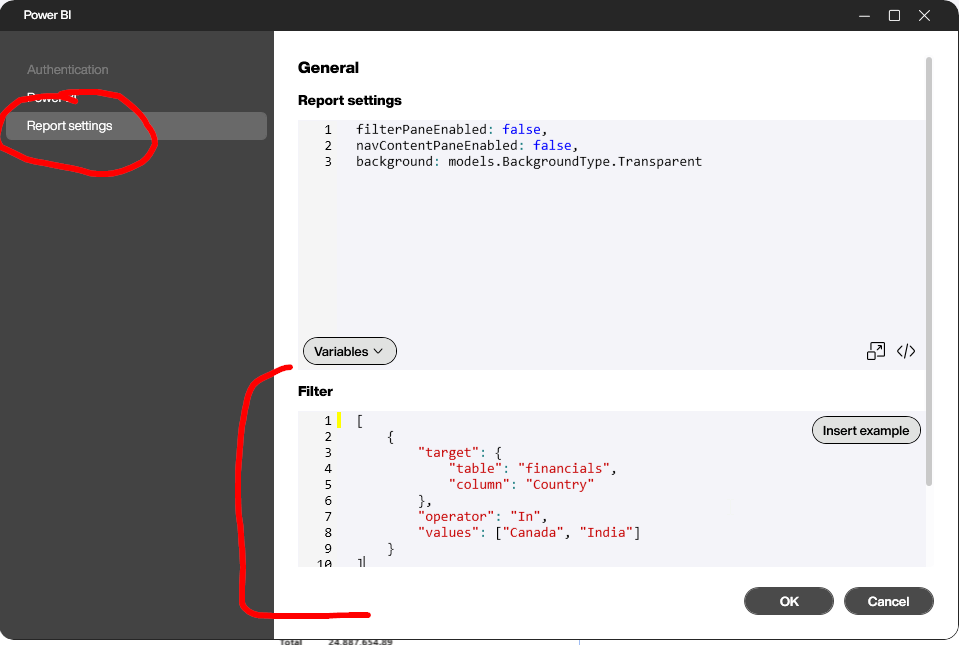 Power BI
Authentication
Power BI
Report settings
General
Report settings
1 filterPaneEnabled: false,
2 navContentPaneEnabled: false,
3 background: models.BackgroundType.Transparent
Variables
Filter
Insert example
1 [
2 {
3 "target": {
4 "table": "financials",
5 "column": "Country"
6 },
7 "operator": "In",
8 "values": ["Canada", "India"]
9 }
10 ]
OK
Cancel
Total 24.887.654,89